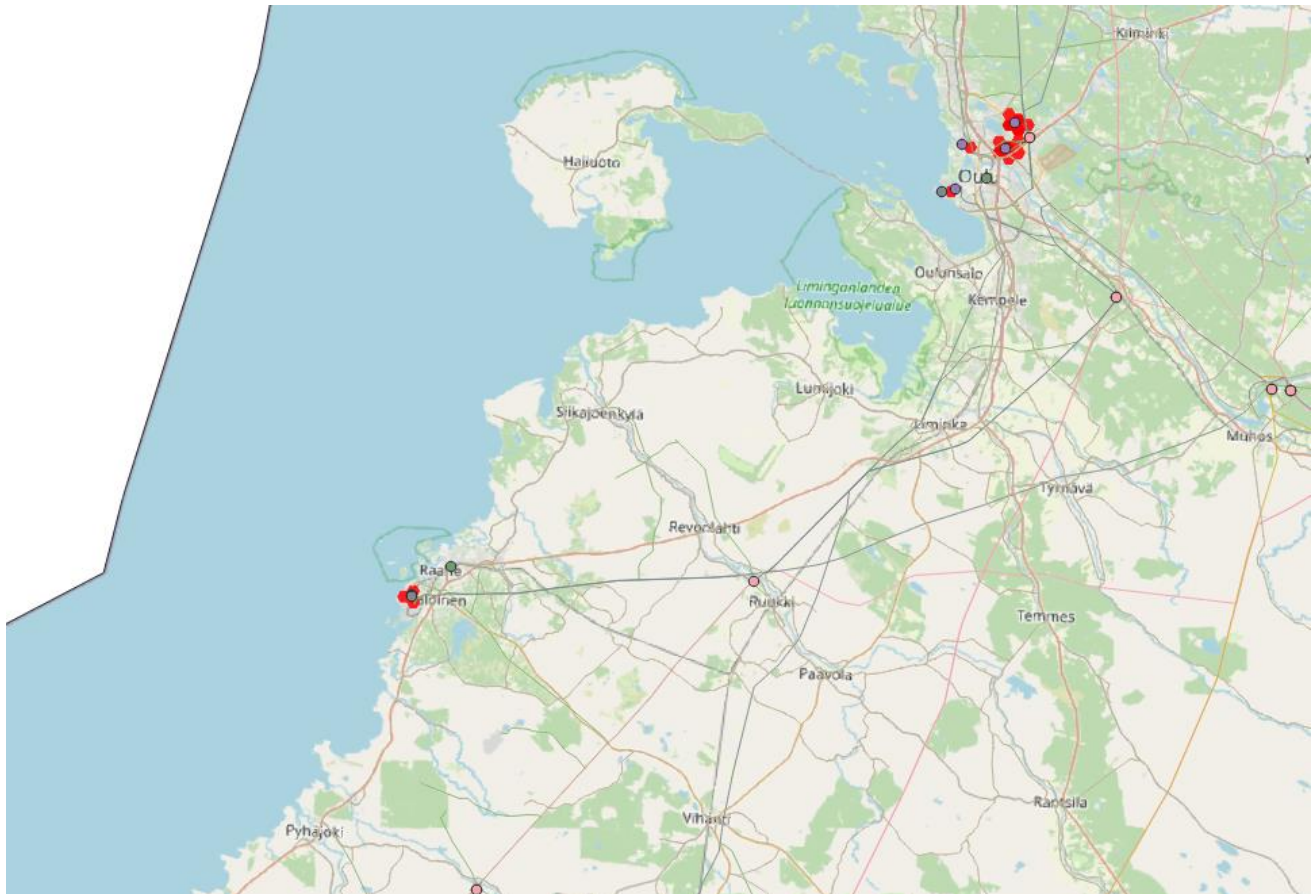 Kiiminki
Hailuoto
Oulu
Oulunsalo
Liminganlahden
luonnonsuojelualue
Kempele
Lumijoki
Siikajoenkylä
Liminka
Muhos
Tyrnävä
Revonlahti
Raahe
Saloinen
Ruukki
Temmes
Paavola
Rantsila
Vihanti
Pyhäjoki